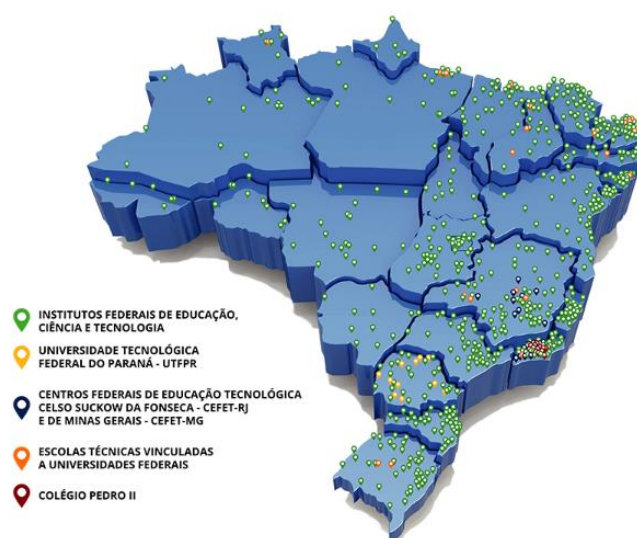 INSTITUTOS FEDERAIS DE EDUCAÇÃO,
CIÊNCIA E TECNOLOGIA
UNIVERSIDADE TECNOLÓGICA
FEDERAL DO PARANÁ - UTFPR
CENTROS FEDERAIS DE EDUCAÇÃO TECNOLÓGICA
CELSO SUCKOW DA FONSECA - CEFET-RJ
E DE MINAS GERAIS - CEFET-MG
ESCOLAS TÉCNICAS VINCULADAS
A UNIVERSIDADES FEDERAIS
COLÉGIO PEDRO II